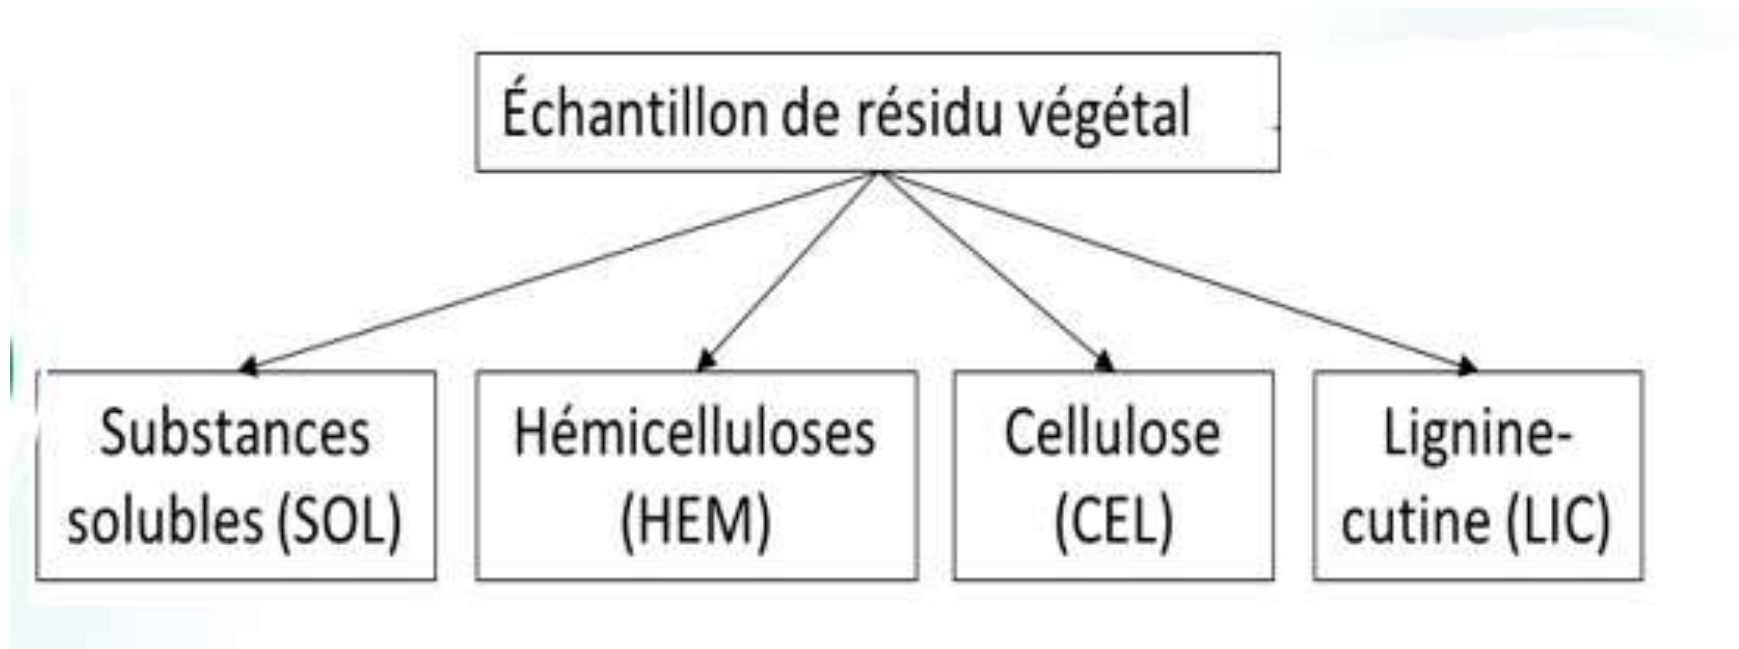 Échantillon de résidu végétal
Substances
solubles (SOL)
Hémicelluloses
(HEM)
Cellulose
(CEL)
Lignine-
cutine (LIC)